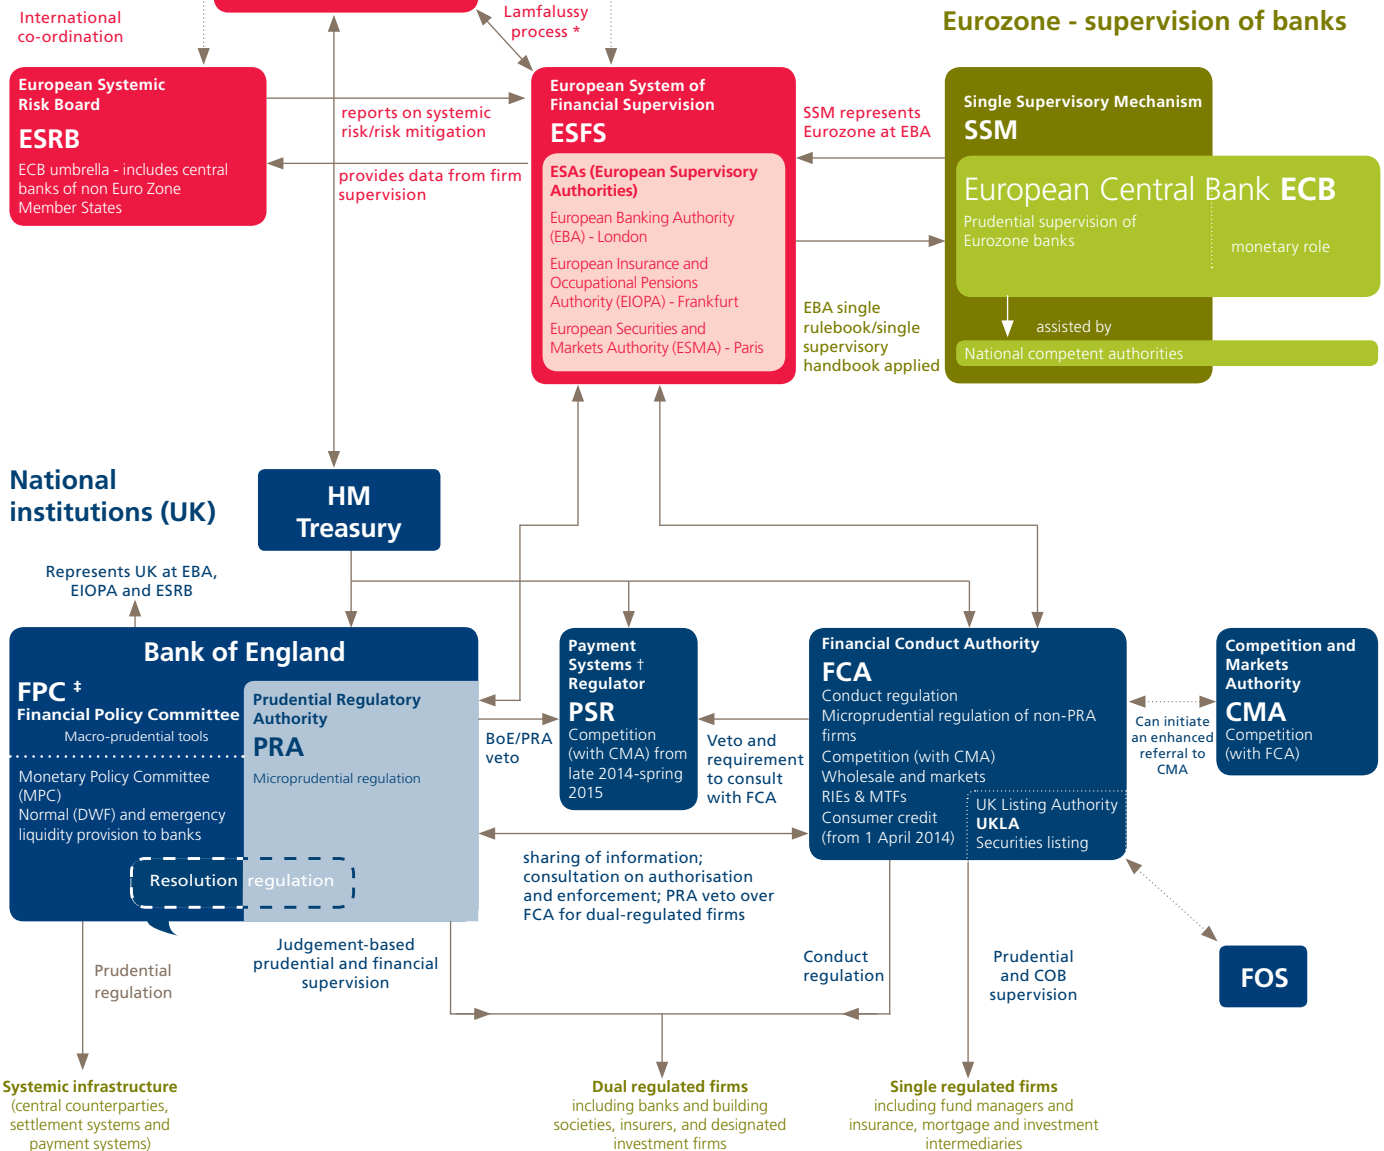 International
co-ordination
Lamfalussy
process *
Eurozone - supervision of banks
European Systemic
Risk Board
ESRB
ECB umbrella - includes central
banks of non Euro Zone
Member States
reports on systemic
risk/risk mitigation
provides data from firm
supervision
European System of
Financial Supervision
ESFS
ESAs (European Supervisory
Authorities)
European Banking Authority
(EBA) - London
European Insurance and
Occupational Pensions
Authority (EIOPA) - Frankfurt
European Securities and
Markets Authority (ESMA) - Paris
SSM represents
Eurozone at EBA
EBA single
rulebook/single
supervisory
handbook applied
Single Supervisory Mechanism
SSM
European Central Bank ECB
Prudential supervision of
Eurozone banks
monetary role
assisted by
National competent authorities
National
institutions (UK)
HM
Treasury
Represents UK at EBA,
EIOPA and ESRB
Bank of England
FPC ‡
Financial Policy Committee
Macro-prudential tools
Monetary Policy Committee
(MPC)
Normal (DWF) and emergency
liquidity provision to banks
Prudential Regulatory
Authority
PRA
Microprudential regulation
Resolution regulation
BoE/PRA
veto
Payment
Systems †
Regulator
PSR
Competition
(with CMA) from
late 2014-spring
2015
Veto and
requirement
to consult
with FCA
Financial Conduct Authority
FCA
Conduct regulation
Microprudential regulation of non-PRA
firms
Competition (with CMA)
Wholesale and markets
RIEs & MTFs
Consumer credit
(from 1 April 2014)
UK Listing Authority
UKLA
Securities listing
Can initiate
an enhanced
referral to
CMA
Competition and
Markets
Authority
CMA
Competition
(with FCA)
sharing of information;
consultation on authorisation
and enforcement; PRA veto over
FCA for dual-regulated firms
Prudential
regulation
Judgement-based
prudential and financial
supervision
Conduct
regulation
Prudential
and COB
supervision
FOS
Systemic infrastructure
(central counterparties,
settlement systems and
payment systems)
Dual regulated firms
including banks and building
societies, insurers, and designated
investment firms
Single regulated firms
including fund managers and
insurance, mortgage and investment
intermediaries